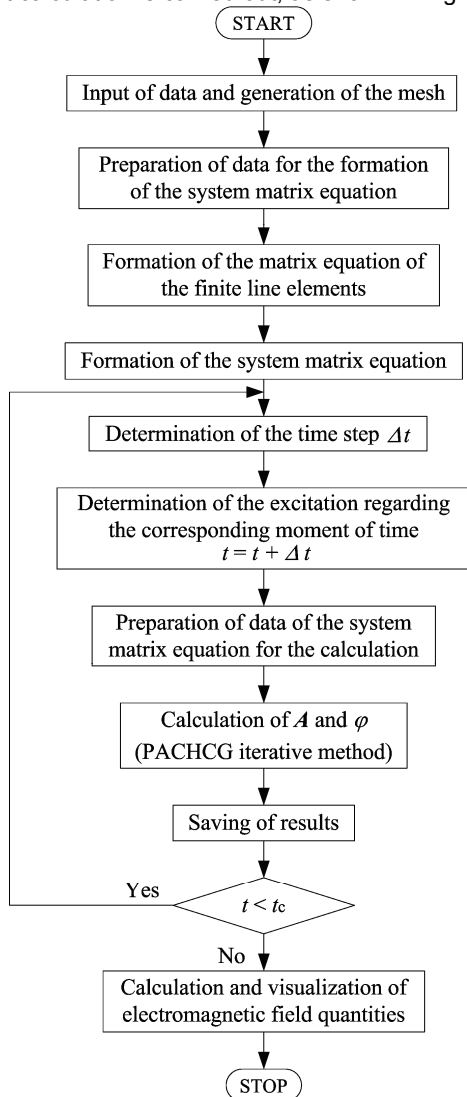 START
Input of data and generation of the mesh
Preparation of data for the formation
of the system matrix equation
Formation of the matrix equation of
the finite line elements
Formation of the system matrix equation
Determination of the time step Δt
Determination of the excitation regarding
the corresponding moment of time
t = t + Δt
Preparation of data of the system
matrix equation for the calculation
Calculation of A and φ
(PACHCG iterative method)
Saving of results
Yes
t < tc
No
Calculation and visualization of
electromagnetic field quantities
STOP